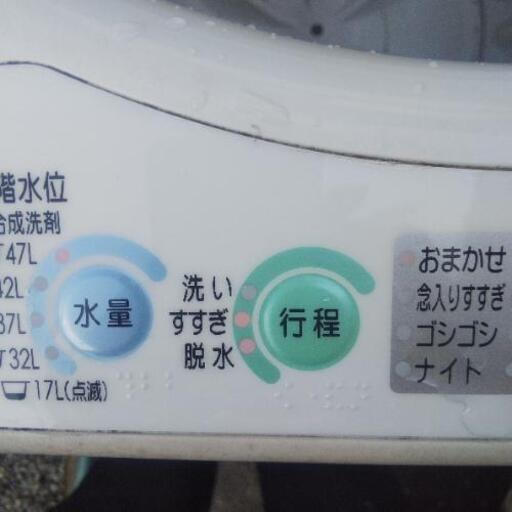 階水位
合成洗剤
47L
42L
37L
32L
17L(点滅)
水量
洗い
すすぎ
脱水
行程
おまかせ
念入りすすぎ
ゴシゴシ
ナイト